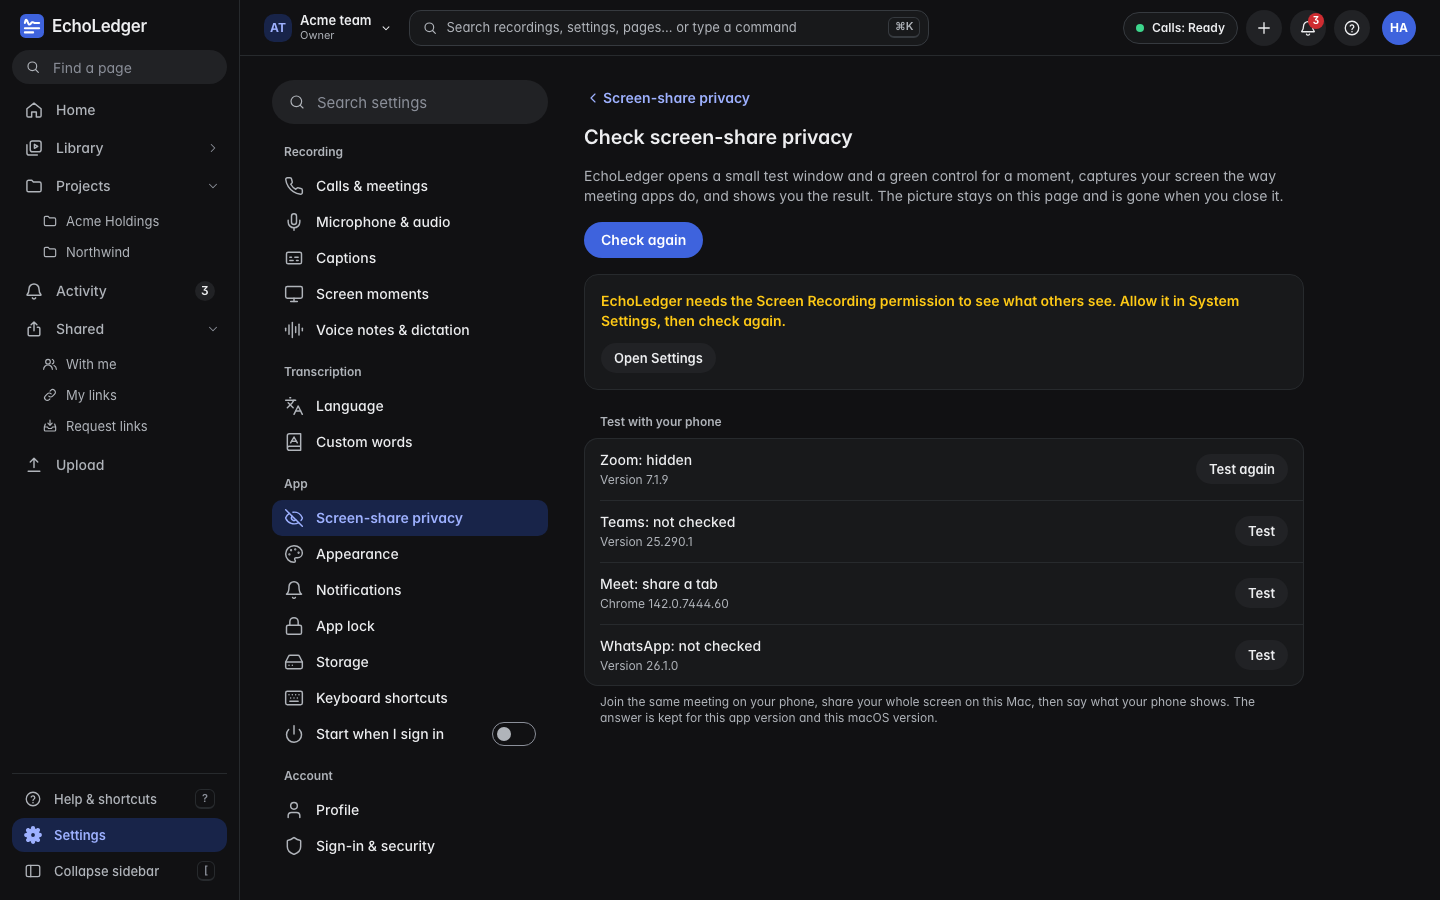 EchoLedger
Find a page
Home
Library
Projects
Acme Holdings
Northwind
Activity
3
Shared
With me
My links
Request links
Upload
Help & shortcuts
?
Settings
Collapse sidebar
[
AT
Acme team
Owner
Search recordings, settings, pages... or type a command
⌘K
Calls: Ready
3
HA
Search settings
Recording
Calls & meetings
Microphone & audio
Captions
Screen moments
Voice notes & dictation
Transcription
Language
Custom words
App
Screen-share privacy
Appearance
Notifications
App lock
Storage
Keyboard shortcuts
Start when I sign in
Account
Profile
Sign-in & security
Screen-share privacy
Check screen-share privacy
EchoLedger opens a small test window and a green control for a moment, captures your screen the way
meeting apps do, and shows you the result. The picture stays on this page and is gone when you close it.
Check again
EchoLedger needs the Screen Recording permission to see what others see. Allow it in System
Settings, then check again.
Open Settings
Test with your phone
Zoom: hidden
Version 7.1.9
Test again
Teams: not checked
Version 25.290.1
Test
Meet: share a tab
Chrome 142.0.7444.60
Test
WhatsApp: not checked
Version 26.1.0
Test
Join the same meeting on your phone, share your whole screen on this Mac, then say what your phone shows. The
answer is kept for this app version and this macOS version.